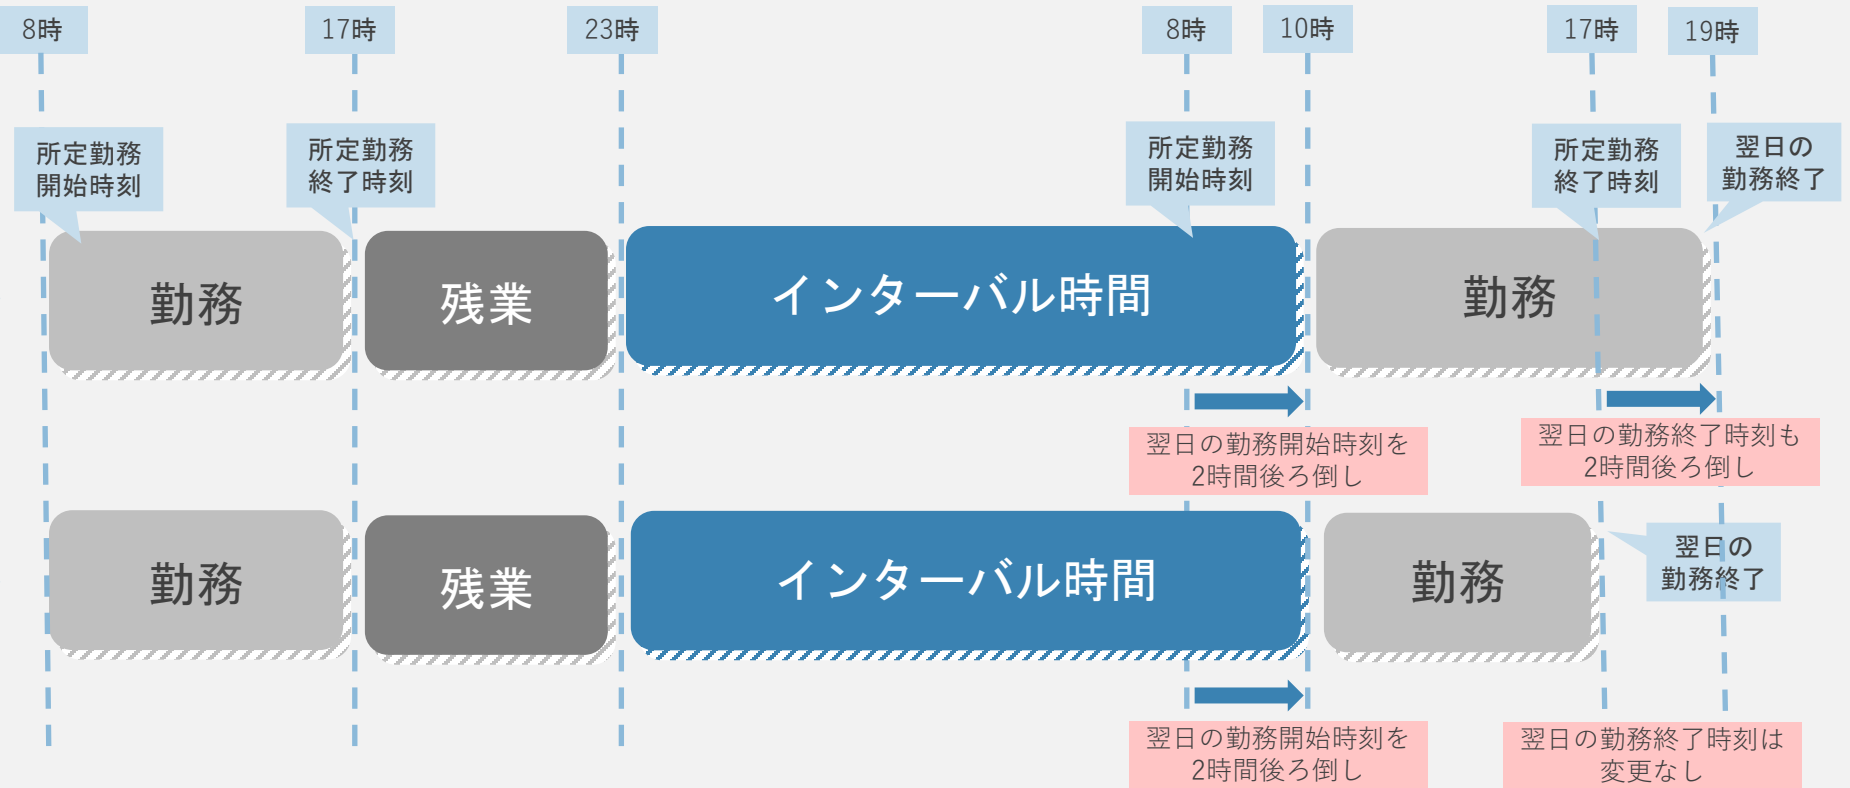 8時
17時
23時
8時
10時
17時
19時
所定勤務
開始時刻
所定勤務
終了時刻
所定勤務
開始時刻
所定勤務
終了時刻
翌日の
勤務終了
勤務
残業
インターバル時間
勤務
翌日の勤務開始時刻を
2時間後ろ倒し
翌日の勤務終了時刻も
2時間後ろ倒し
勤務
残業
インターバル時間
勤務
翌日の
勤務終了
翌日の勤務開始時刻を
2時間後ろ倒し
翌日の勤務終了時刻は
変更なし